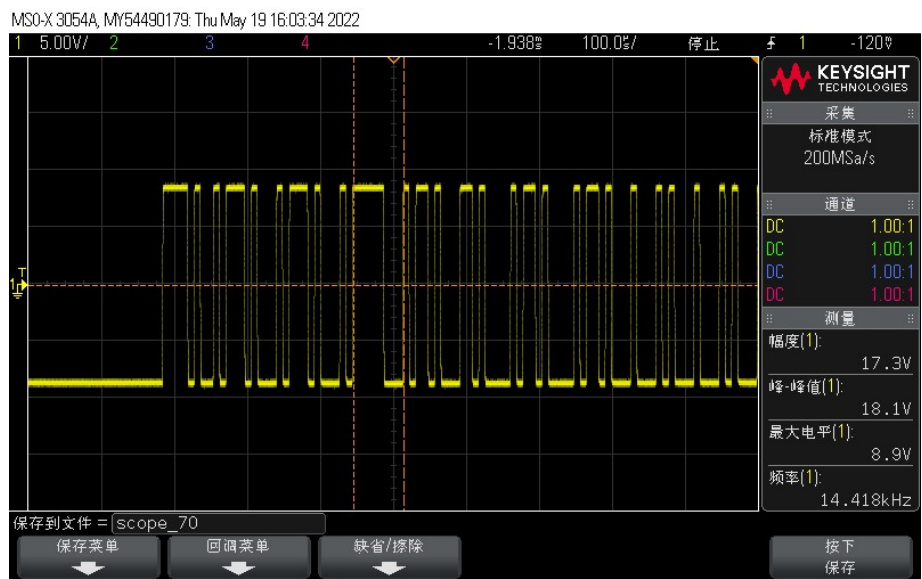 MSO-X 3054A, MY54490179: Thu May 19 16:03:34 2022
1 5.00V/ 2 3 4 -1.938ms 100.0us/ 停止 1 -120V
KEYSIGHT
TECHNOLOGIES
采集
标准模式
200MSa/s
通道
DC 1.00:1
DC 1.00:1
DC 1.00:1
DC 1.00:1
测量
幅度(1):
17.3V
峰-峰值(1):
18.1V
最大电平(1):
8.9V
频率(1):
14.418kHz
T
1
保存到文件 = scope_70
保存菜单
回调菜单
缺省/擦除
按下
保存